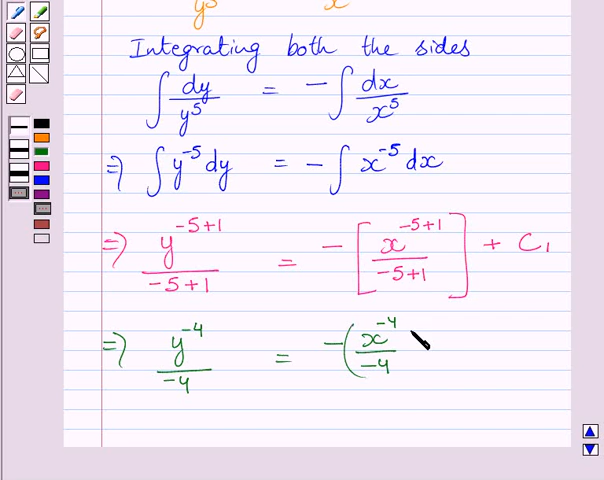 y⁵ x
Integrating both the sides
∫ dy/y⁵ = - ∫ dx/x⁵
⇒ ∫ y⁻⁵ dy = - ∫ x⁻⁵ dx
⇒ y⁻⁵⁺¹/-5+1 = - [x⁻⁵⁺¹/-5+1] + C₁
⇒ y⁻⁴/-4 = -(x⁻⁴/-4